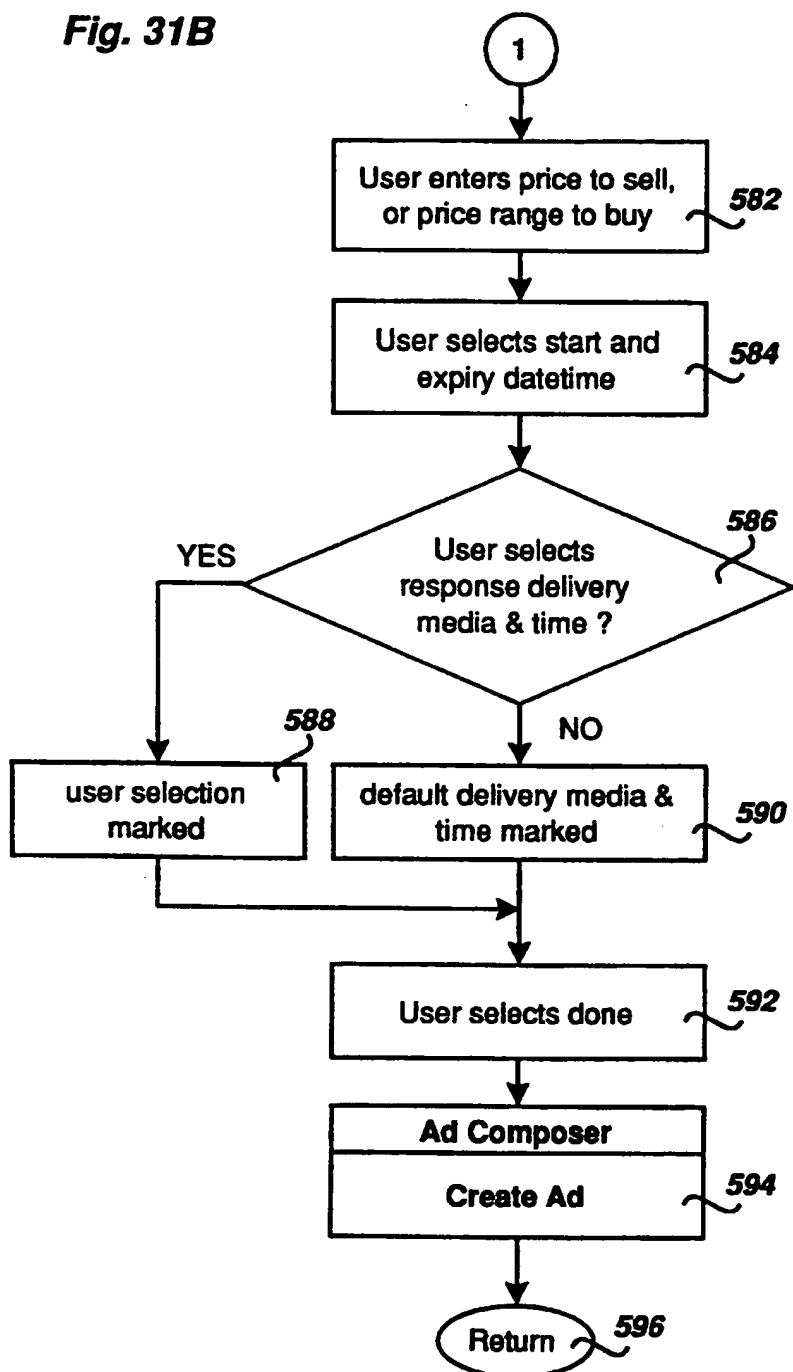 Fig. 31B
1
User enters price to sell,
or price range to buy
582
User selects start and
expiry datetime
584
586
YES
User selects
response delivery
media & time ?
588
NO
user selection
marked
default delivery media &
time marked
590
User selects done
592
Ad Composer
Create Ad
594
Return
596